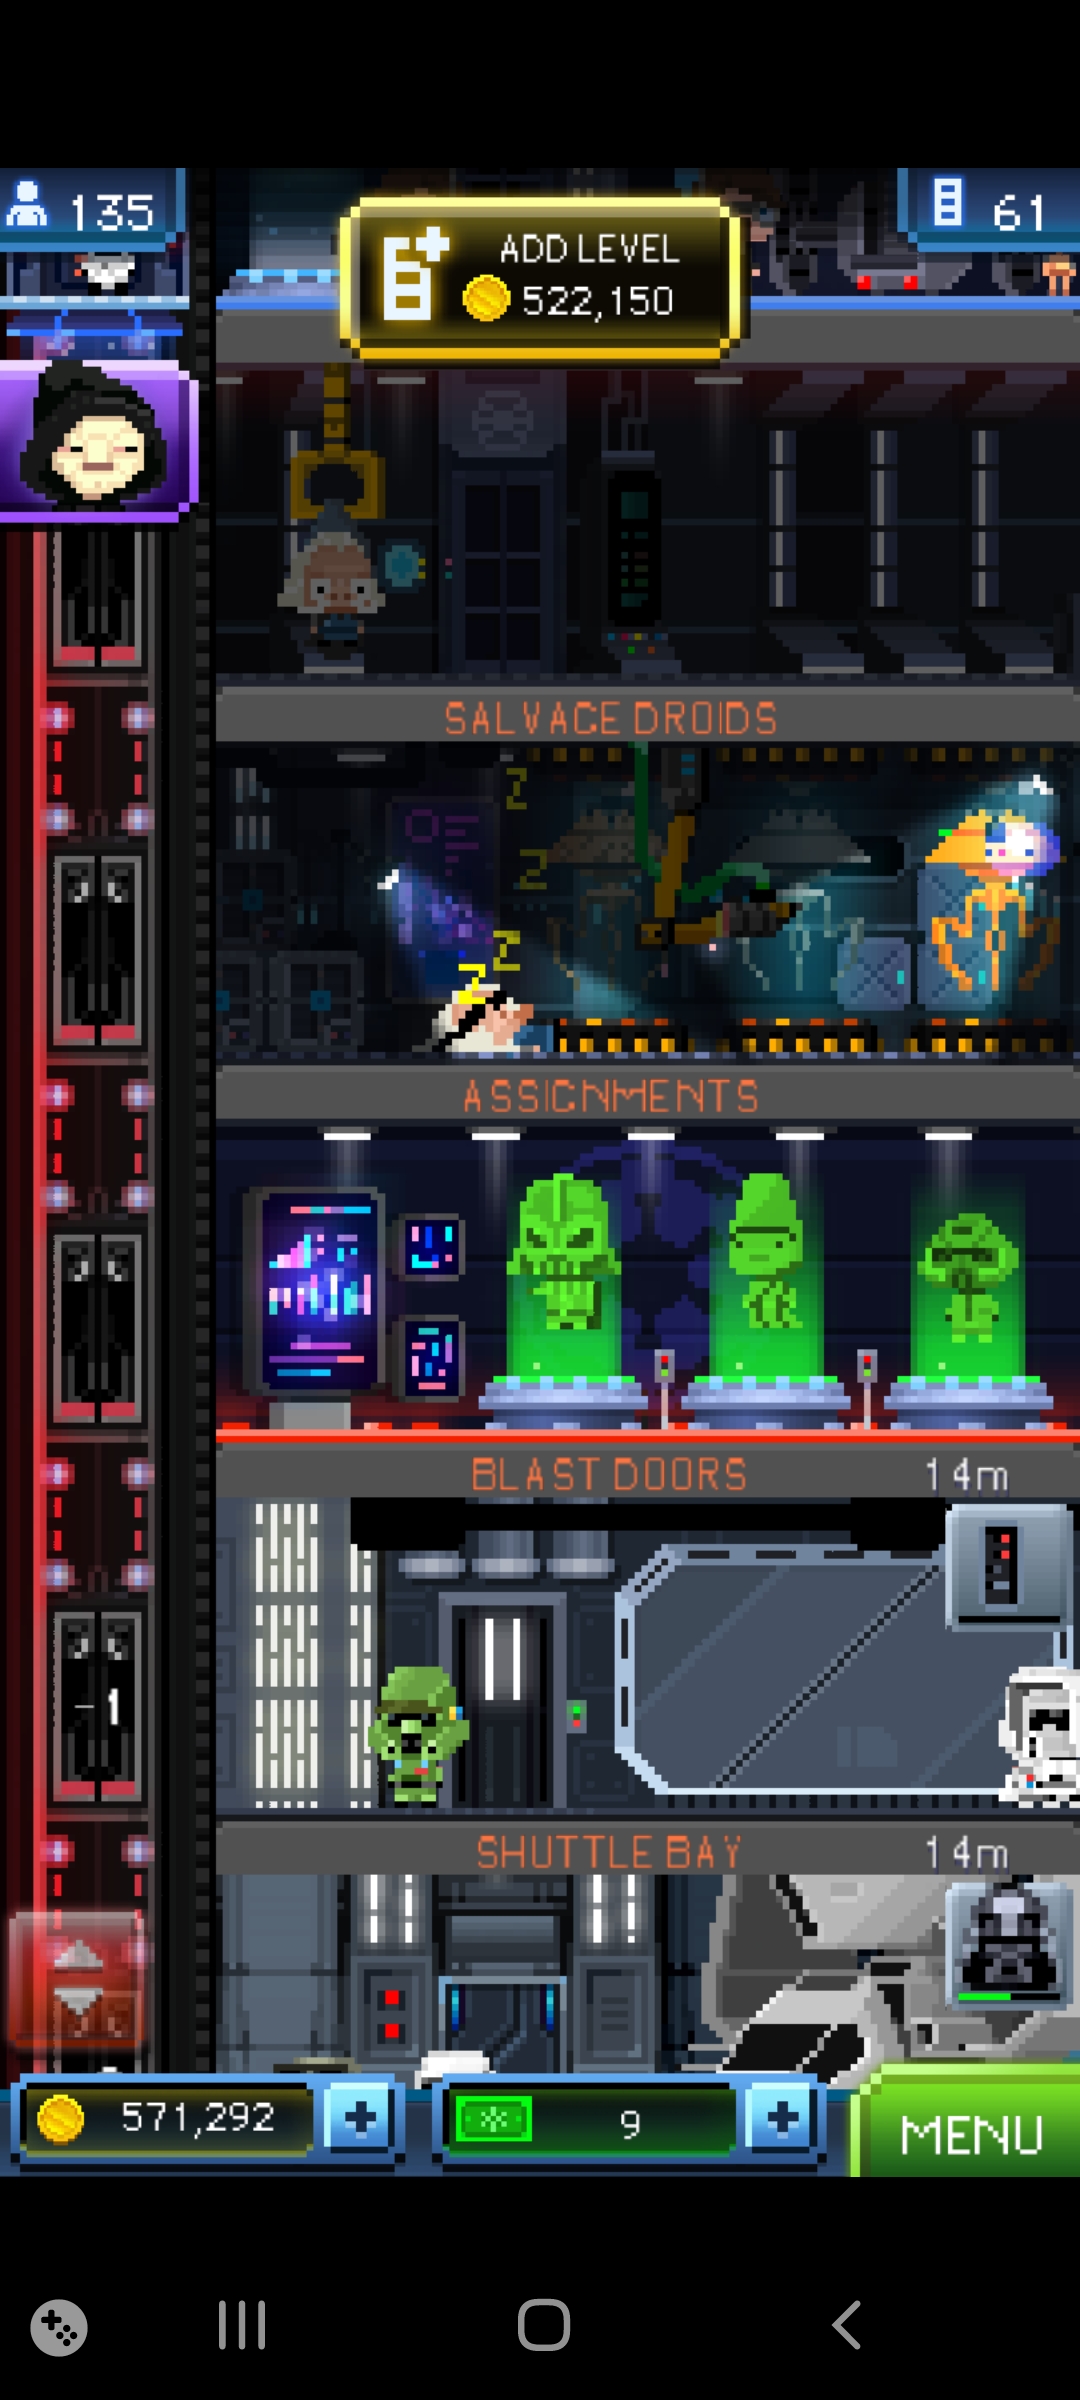 135
61
ADD LEVEL
522,150
SALVAGE DROIDS
Z
Z
Z
Z
ASSIGNMENTS
BLAST DOORS 14m
-1
SHUTTLE BAY 14m
571,292
9
MENU